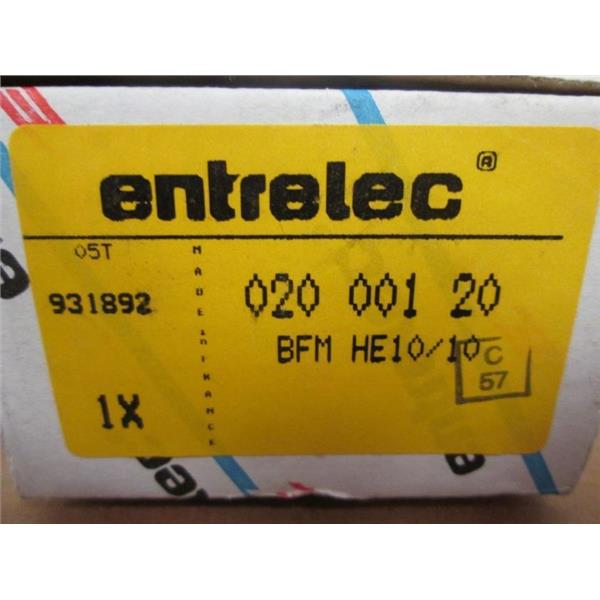 entrelec ®
05T
931892
1X
MADE in FRANCE
020 001 20
BFM HE10/10
C
57